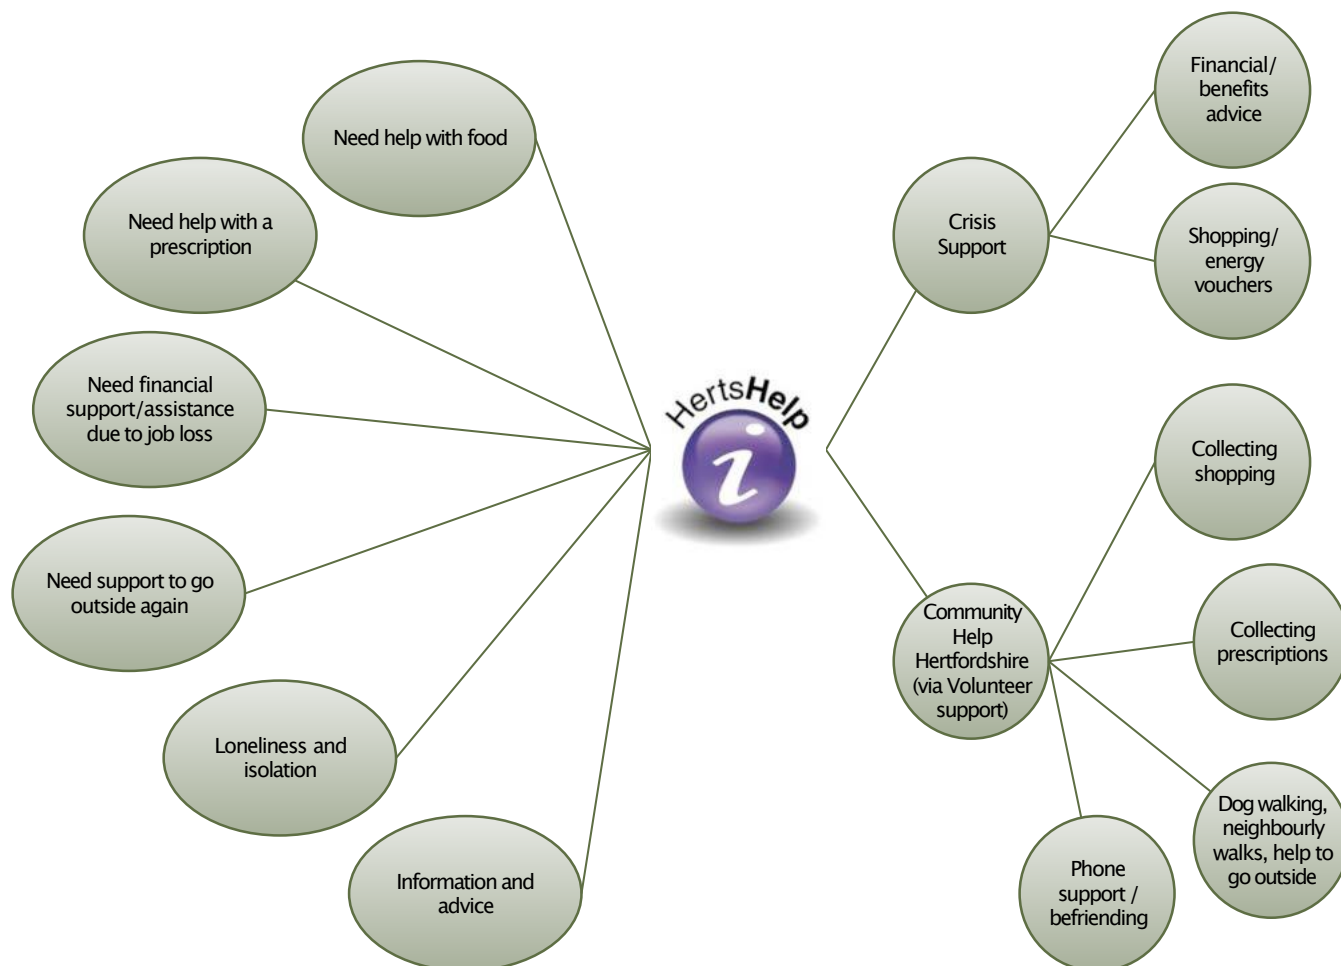 Need help with food
Need help with a
prescription
Need financial
support/assistance
due to job loss
Need support to go
outside again
Loneliness and
isolation
Information and
advice
HertsHelp
i
Crisis
Support
Financial/
benefits
advice
Shopping/
energy
vouchers
Community
Help
Hertfordshire
(via Volunteer
support)
Collecting
shopping
Collecting
prescriptions
Dog walking,
neighbourly
walks, help to
go outside
Phone
support /
befriending